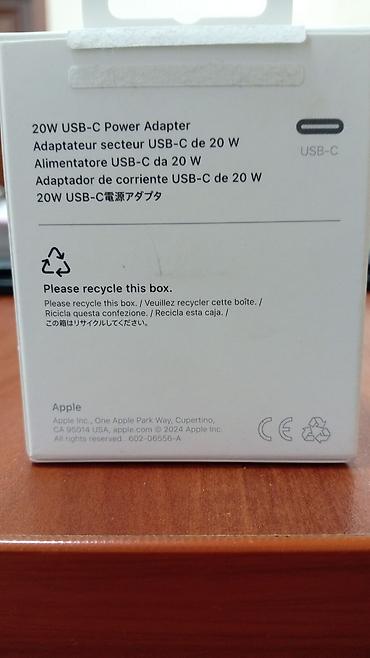 20W USB-C Power Adapter
Adaptateur secteur USB-C de 20 W
Alimentatore USB-C da 20 W
Adaptador de corriente USB-C de 20 W
20W USB-C電源アダプタ
USB-C
Please recycle this box.
Please recycle this box. / Veuillez recycler cette boîte. /
Ricicla questa confezione. / Recicla esta caja. /
この箱はリサイクルしてください。
Apple
Apple Inc., One Apple Park Way, Cupertino,
CA 95014 USA, apple.com © 2024 Apple Inc.
All rights reserved. 602-06556-A
CE